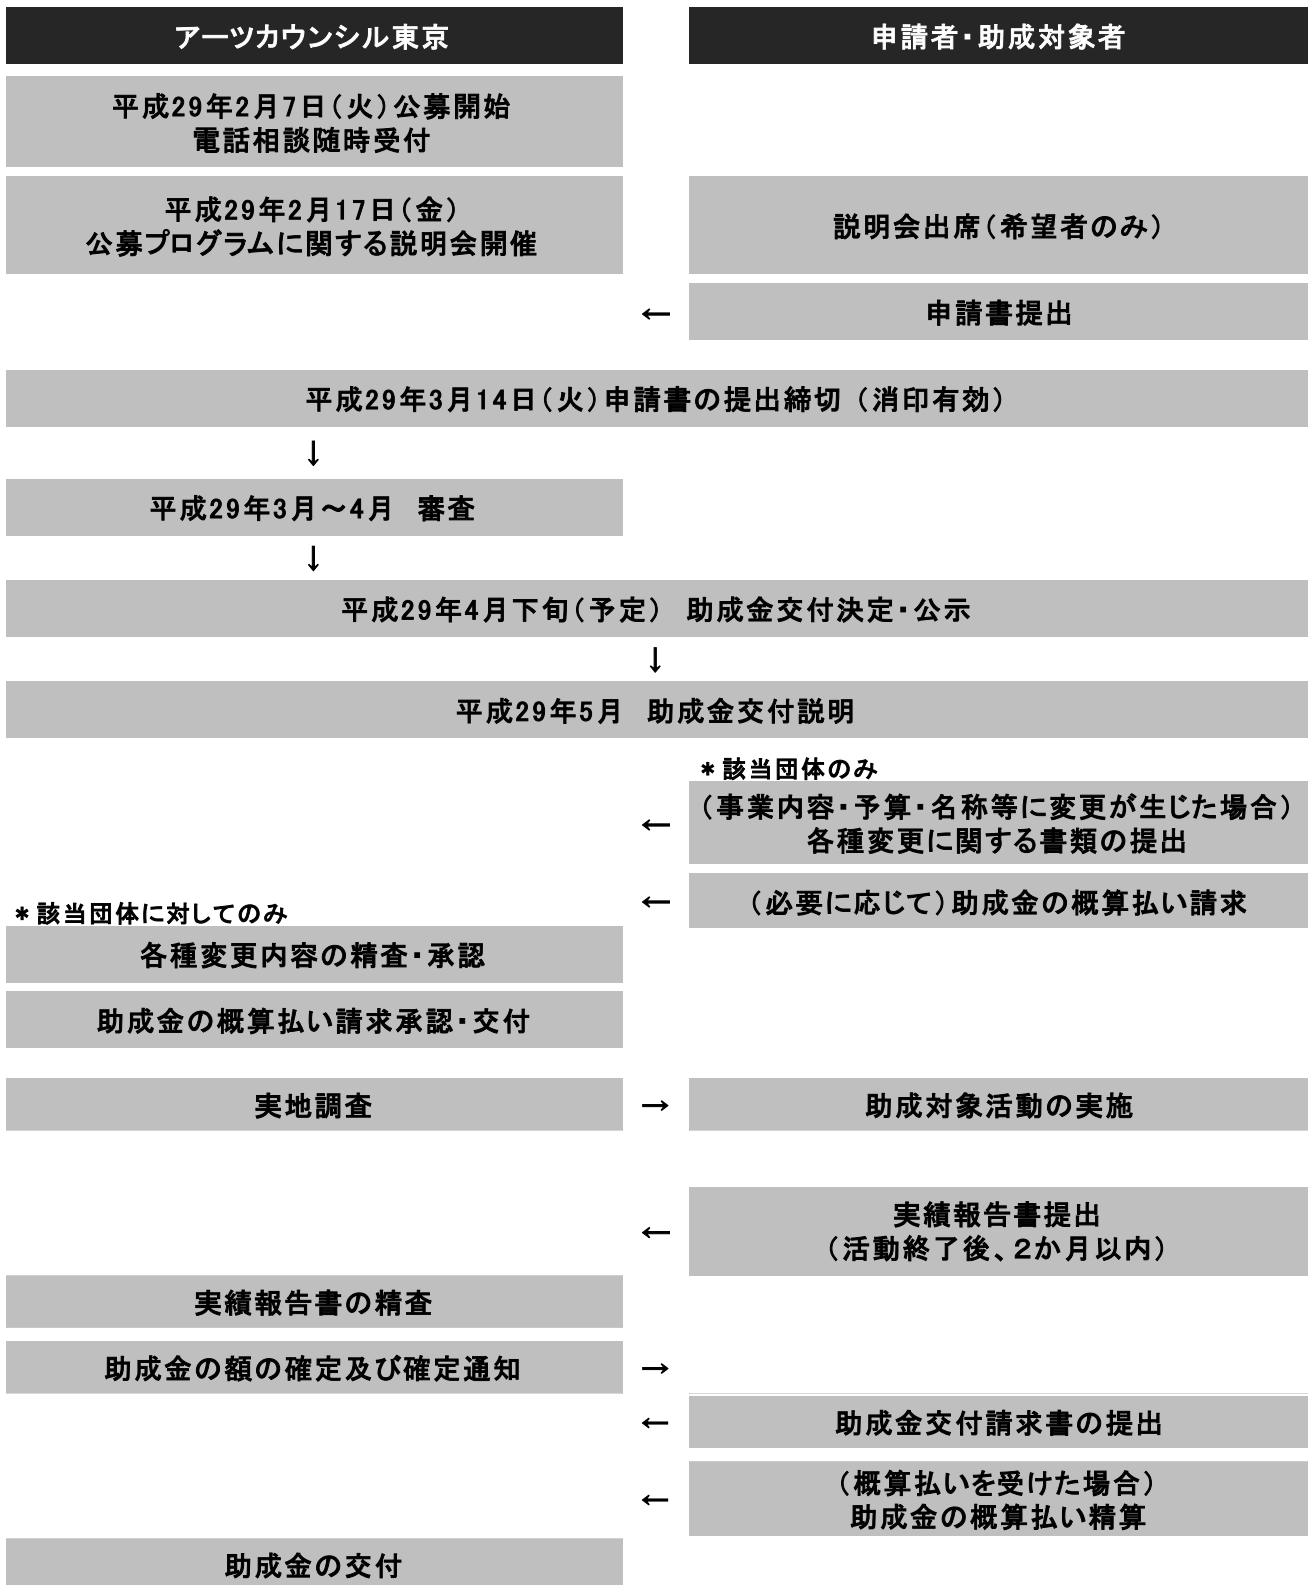 アーツカウンシル東京
申請者・助成対象者
平成29年2月7日（火）公募開始
電話相談随時受付
平成29年2月17日（金）
公募プログラムに関する説明会開催
説明会出席（希望者のみ）
← 申請書提出
平成29年3月14日（火）申請書の提出締切（消印有効）
↓
平成29年3月～4月　審査
↓
平成29年4月下旬（予定）　助成金交付決定・公示
↓
平成29年5月　助成金交付説明
＊該当団体のみ
← （事業内容・予算・名称等に変更が生じた場合）
各種変更に関する書類の提出
← （必要に応じて）助成金の概算払い請求
＊該当団体に対してのみ
各種変更内容の精査・承認
助成金の概算払い請求承認・交付
実地調査 → 助成対象活動の実施
← 実績報告書提出
（活動終了後、２か月以内）
実績報告書の精査
助成金の額の確定及び確定通知 →
← 助成金交付請求書の提出
← （概算払いを受けた場合）
助成金の概算払い精算
助成金の交付